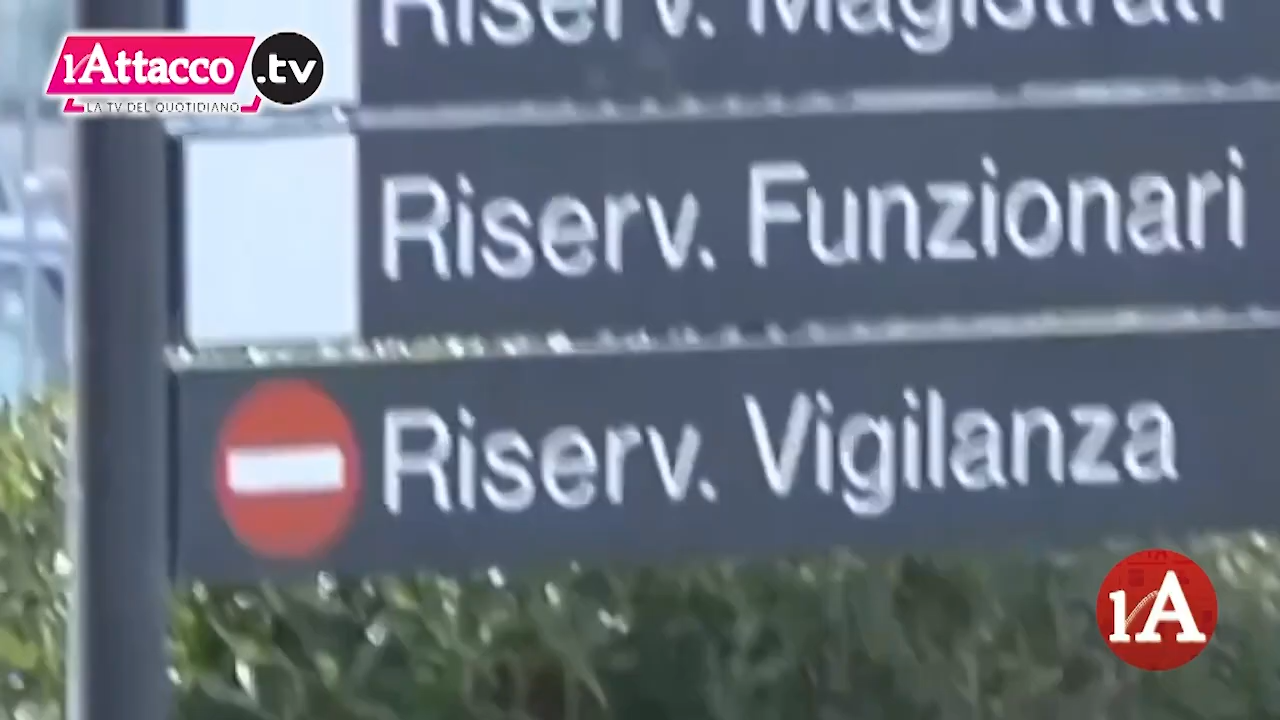 l'Attacco .tv
LA TV DEL QUOTIDIANO
Riserv. Magistrati
Riserv. Funzionari
Riserv. Vigilanza
l'A